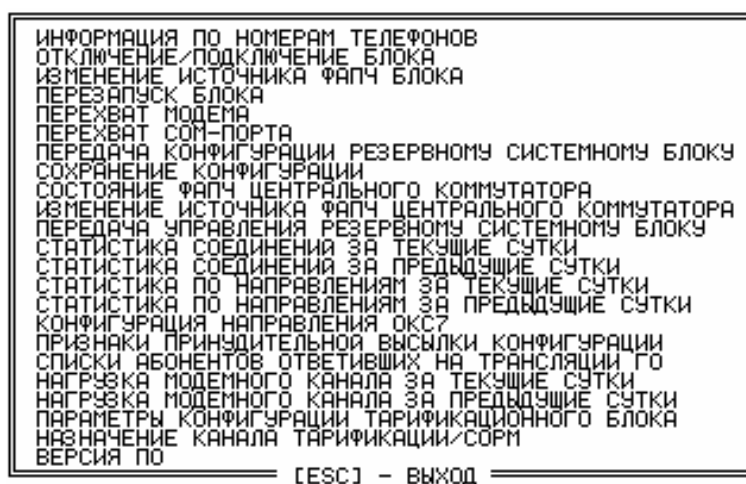 ИНФОРМАЦИЯ ПО НОМЕРАМ ТЕЛЕФОНОВ
ОТКЛЮЧЕНИЕ/ПОДКЛЮЧЕНИЕ БЛОКА
ИЗМЕНЕНИЕ ИСТОЧНИКА ФАПЧ БЛОКА
ПЕРЕЗАПУСК БЛОКА
ПЕРЕХВАТ МОДЕМА
ПЕРЕХВАТ COM-ПОРТА
ПЕРЕДАЧА КОНФИГУРАЦИИ РЕЗЕРВНОМУ СИСТЕМНОМУ БЛОКУ
СОХРАНЕНИЕ КОНФИГУРАЦИИ
СОСТОЯНИЕ ФАПЧ ЦЕНТРАЛЬНОГО КОММУТАТОРА
ИЗМЕНЕНИЕ ИСТОЧНИКА ФАПЧ ЦЕНТРАЛЬНОГО КОММУТАТОРА
ПЕРЕДАЧА УПРАВЛЕНИЯ РЕЗЕРВНОМУ СИСТЕМНОМУ БЛОКУ
СТАТИСТИКА СОЕДИНЕНИЙ ЗА ТЕКУЩИЕ СУТКИ
СТАТИСТИКА СОЕДИНЕНИЙ ЗА ПРЕДЫДУЩИЕ СУТКИ
СТАТИСТИКА ПО НАПРАВЛЕНИЯМ ЗА ТЕКУЩИЕ СУТКИ
СТАТИСТИКА ПО НАПРАВЛЕНИЯМ ЗА ПРЕДЫДУЩИЕ СУТКИ
КОНФИГУРАЦИЯ НАПРАВЛЕНИЯ ОКС7
ПРИЗНАКИ ПРИНУДИТЕЛЬНОЙ ВЫСЫЛКИ КОНФИГУРАЦИИ
СПИСКИ АБОНЕНТОВ ОТВЕТИВШИХ НА ТРАНСЛЯЦИИ ГО
НАГРУЗКА МОДЕМНОГО КАНАЛА ЗА ТЕКУЩИЕ СУТКИ
НАГРУЗКА МОДЕМНОГО КАНАЛА ЗА ПРЕДЫДУЩИЕ СУТКИ
ПАРАМЕТРЫ КОНФИГУРАЦИИ ТАРИФИКАЦИОННОГО БЛОКА
НАЗНАЧЕНИЕ КАНАЛА ТАРИФИКАЦИИ/СОРМ
ВЕРСИЯ ПО
[ESC] - ВЫХОД